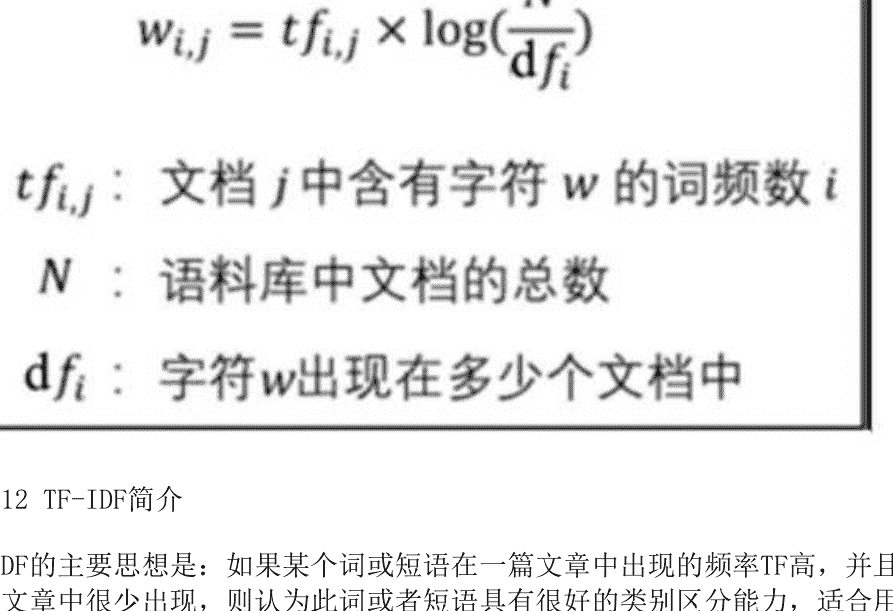 w_{i,j} = tf_{i,j} × log(N/df_i)
tf_{i,j}: 文档 j 中含有字符 w 的词频数 i
N : 语料库中文档的总数
df_i: 字符w出现在多少个文档中
12 TF-IDF简介
DF的主要思想是：如果某个词或短语在一篇文章中出现的频率TF高，并且
文章中很少出现，则认为此词或者短语具有很好的类别区分能力，适合用